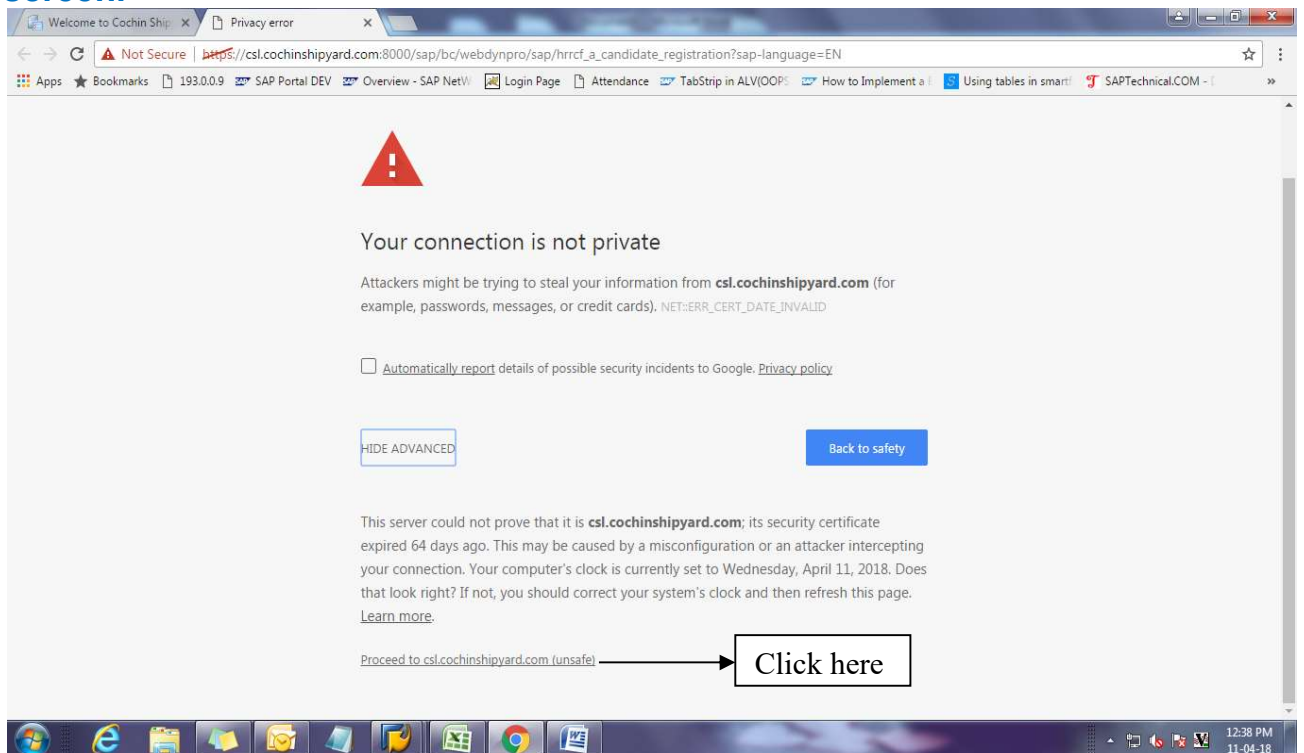 Welcome to Cochin Ship
Privacy error
Not Secure | https://csl.cochinshipyard.com:8000/sap/bc/webdynpro/sap/hrrcf_a_candidate_registration?sap-language=EN
Apps Bookmarks 193.0.0.9 SAP Portal DEV Overview - SAP NetW Login Page Attendance TabStrip in ALV(OOPS How to Implement a Using tables in smart SAPTechnical.COM - »
Your connection is not private
Attackers might be trying to steal your information from csl.cochinshipyard.com (for
example, passwords, messages, or credit cards). NET::ERR_CERT_DATE_INVALID
Automatically report details of possible security incidents to Google. Privacy policy
HIDE ADVANCED
Back to safety
This server could not prove that it is csl.cochinshipyard.com; its security certificate
expired 64 days ago. This may be caused by a misconfiguration or an attacker intercepting
your connection. Your computer's clock is currently set to Wednesday, April 11, 2018. Does
that look right? If not, you should correct your system's clock and then refresh this page.
Learn more.
Proceed to csl.cochinshipyard.com (unsafe)
Click here
12:38 PM
11-04-18